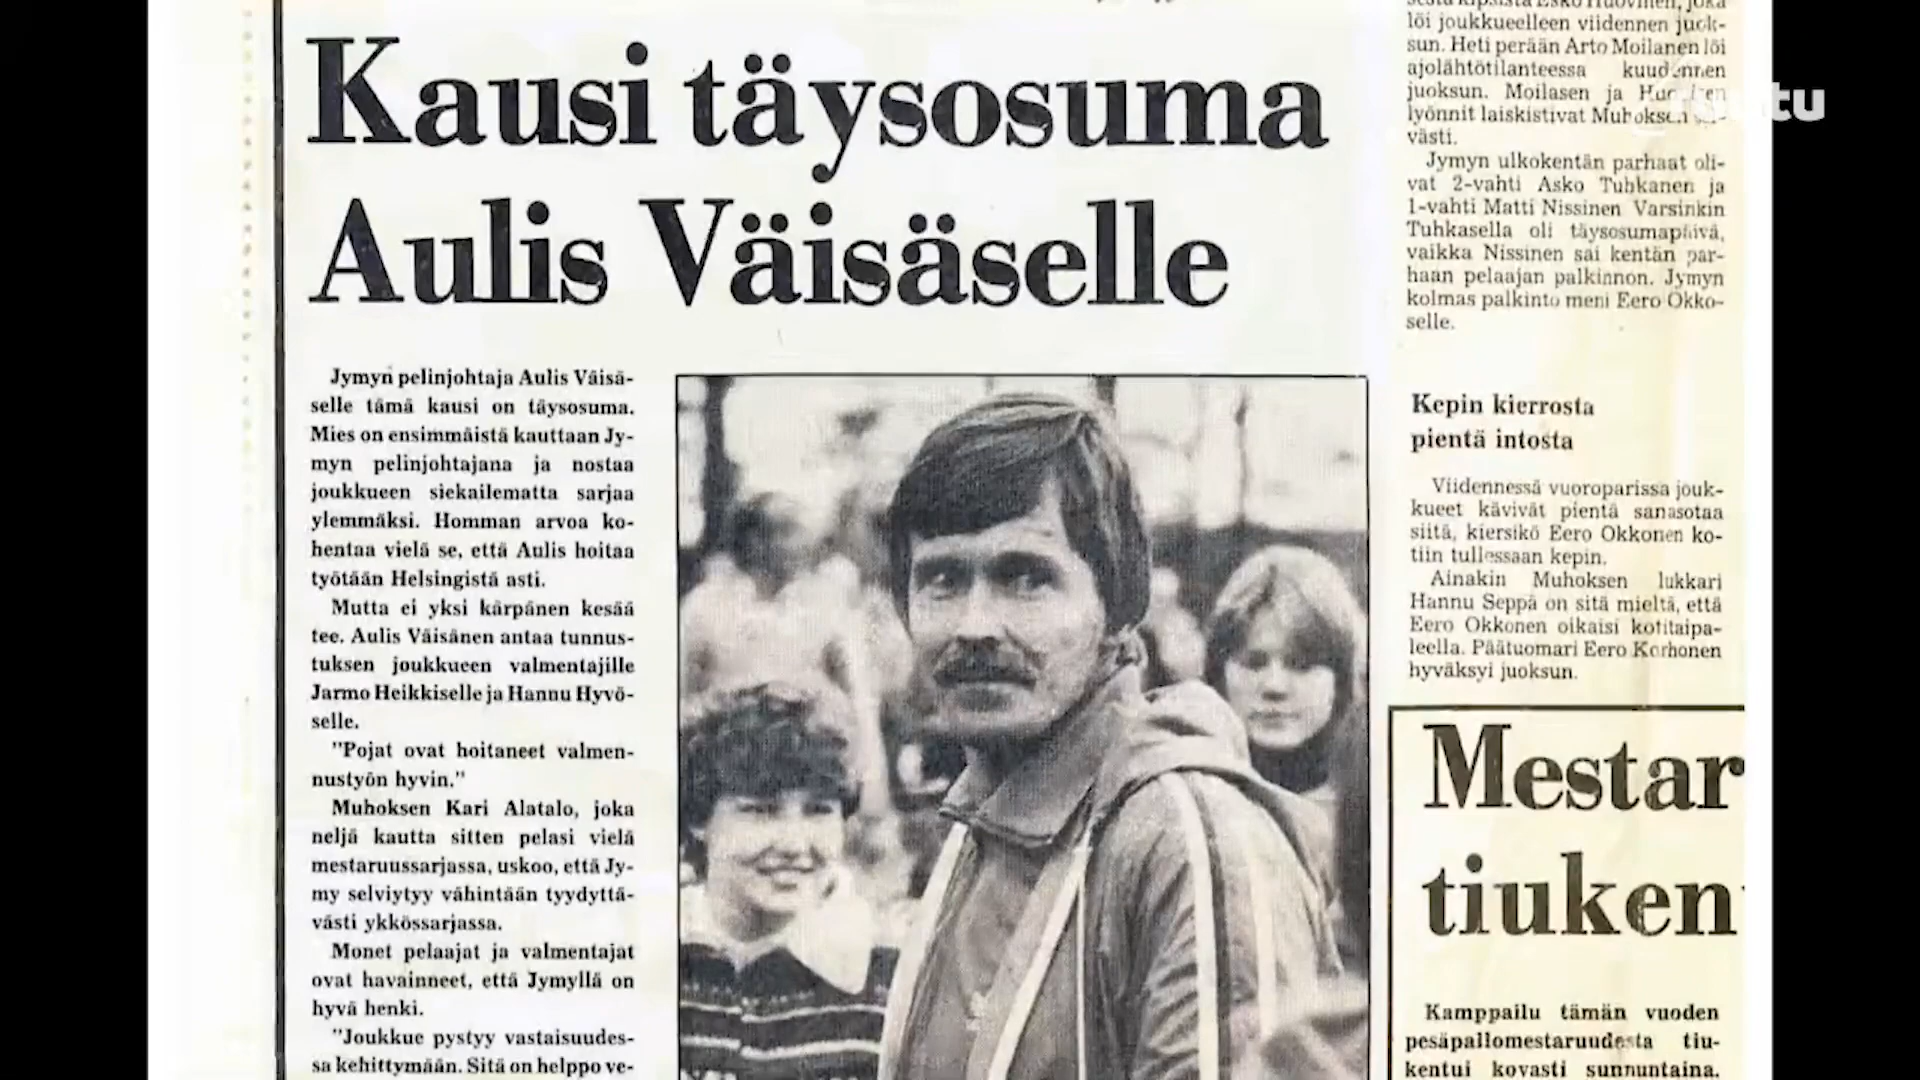 Kausi täysosuma
Aulis Väisäselle
Jymyn pelinjohtaja Aulis Väisä-
selle tämä kausi on täysosuma.
Mies on ensimmäistä kauttaan Jy-
myn pelinjohtajana ja nostaa
joukkueen siekailematta sarjaa
ylemmäksi. Homman arvoa ko-
hentaa vielä se, että Aulis hoitaa
työtään Helsingistä asti.
Mutta ei yksi kärpänen kesää
tee. Aulis Väisänen antaa tunnus-
tuksen joukkueen valmentajille
Jarmo Heikkiselle ja Hannu Hyvö-
selle.
"Pojat ovat hoitaneet valmen-
nustyön hyvin."
Muhoksen Kari Alatalo, joka
neljä kautta sitten pelasi vielä
mestaruussarjassa, uskoo, että Jy-
my selviytyy vähintään tyydyttä-
västi ykkössarjassa.
Monet pelaajat ja valmentajat
ovat havainneet, että Jymyllä on
hyvä henki.
"Joukkue pystyy vastaisuudes-
sa kehittymään. Sitä on helppo ve-
löi joukkueelleen viidennen juok-
sun. Heti perään Arto Moilanen löi
ajolähtötilanteessa kuudennen
juoksun. Moilasen ja
lyönnit laiskistivat Muhoksen
västi.
Jymyn ulkokentän parhaat oli-
vat 2-vahti Asko Tuhkanen ja
1-vahti Matti Nissinen Varsinkin
Tuhkasella oli täysosumapäivä,
vaikka Nissinen sai kentän par-
haan pelaajan palkinnon. Jymyn
kolmas palkinto meni Eero Okko-
selle.
Kepin kierrosta
pientä intosta
Viidennessä vuoroparissa jouk-
kueet kävivät pientä sanasotaa
siitä, kiersikö Eero Okkonen ko-
tiin tullessaan kepin.
Ainakin Muhoksen lukkari
Hannu Seppä on sitä mieltä, että
Eero Okkonen oikaisi kotitaipa-
leella. Päätuomari Eero Korhonen
hyväksyi juoksun.
Mestar
tiuken
Kamppailu tämän vuoden
pesäpallomestaruudesta tiu-
kentui kovasti sunnuntaina.